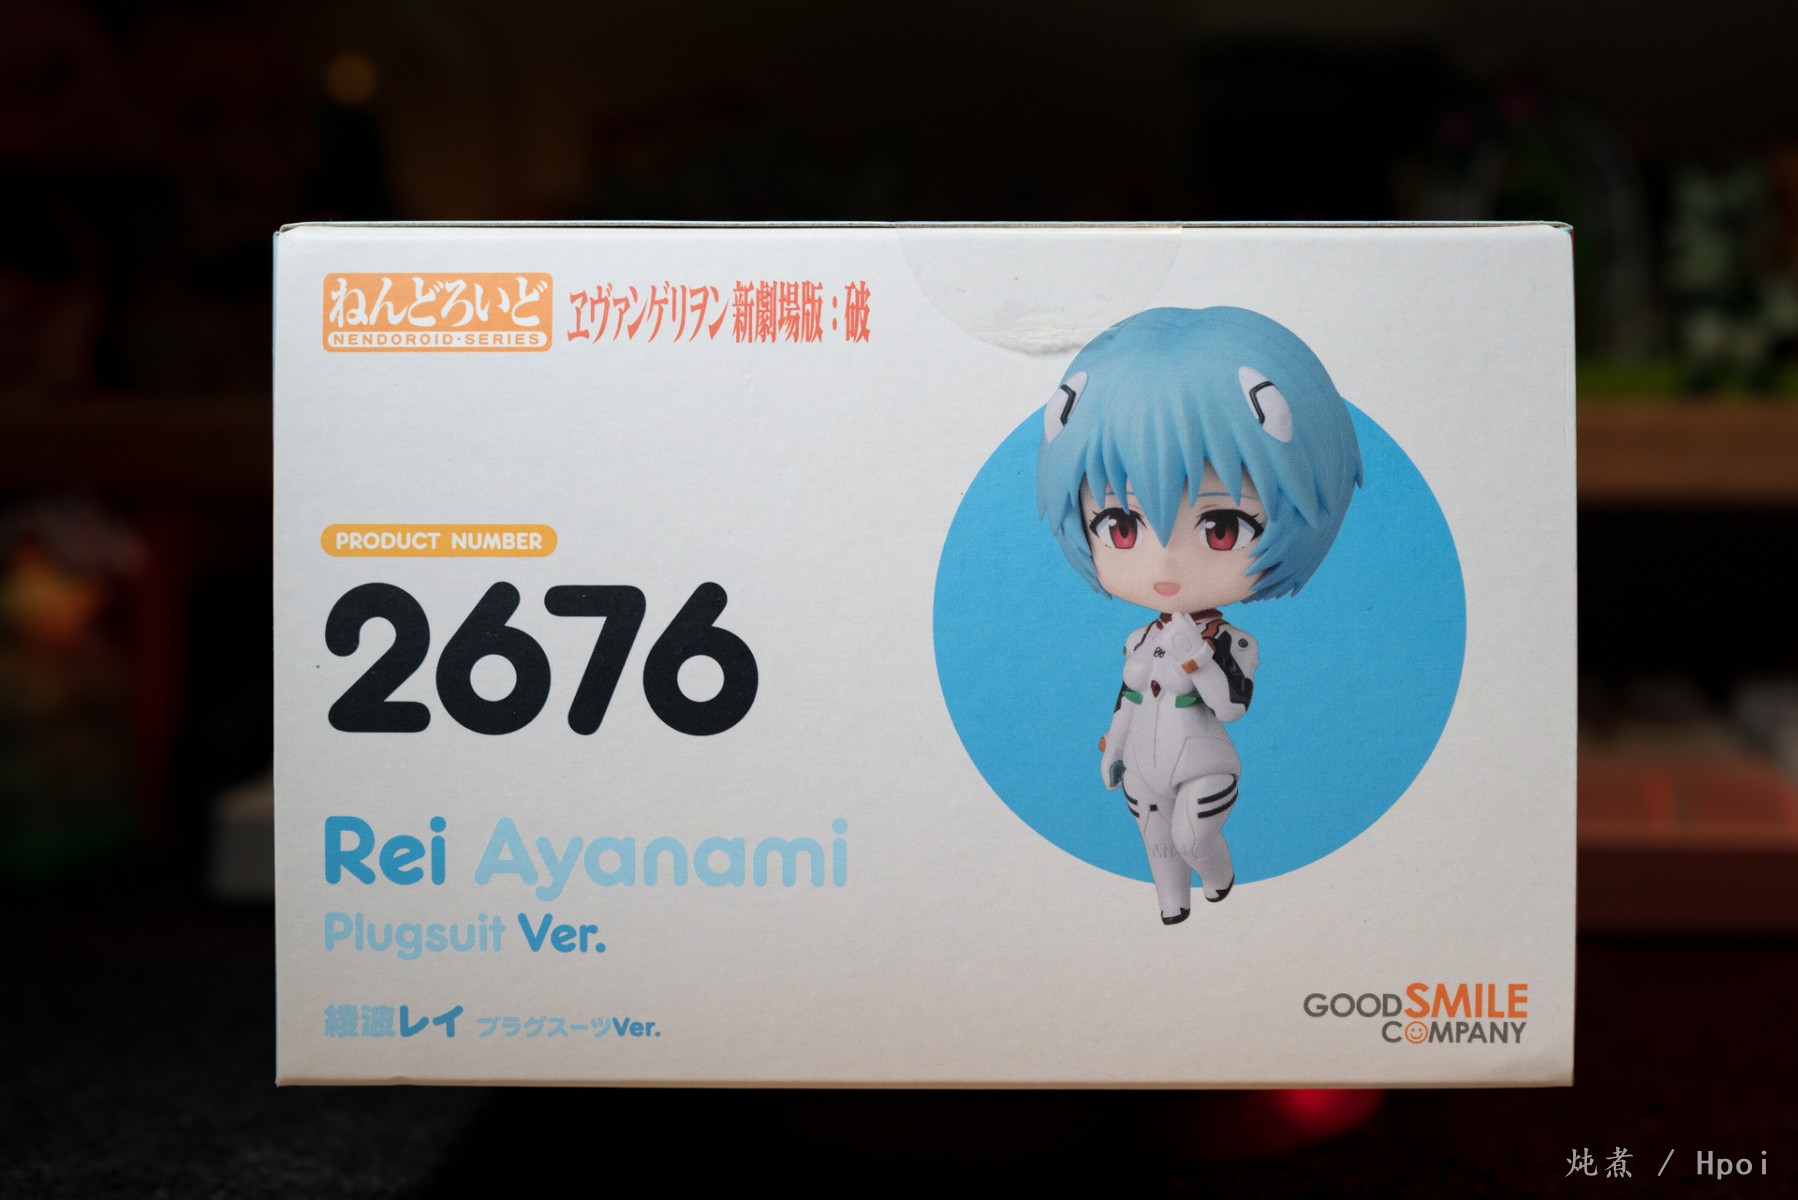 ねんどろいど
NENDOROID·SERIES
ヱヴァンゲリヲン新劇場版：破
PRODUCT NUMBER
2676
Rei Ayanami
Plugsuit Ver.
綾波レイ プラグスーツVer.
GOOD SMILE
COMPANY
炖煮 / Hpoi